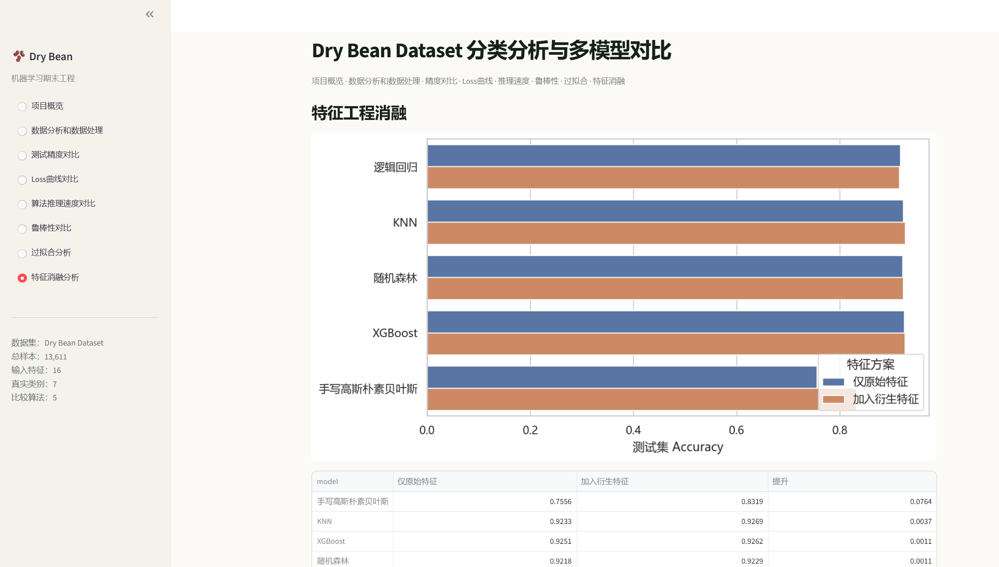 Dry Bean
机器学习期末工程
项目概览
数据分析和数据处理
测试精度对比
Loss曲线对比
算法推理速度对比
鲁棒性对比
过拟合分析
特征消融分析
数据集：Dry Bean Dataset
总样本：13,611
输入特征：16
真实类别：7
比较算法：5
Dry Bean Dataset 分类分析与多模型对比
项目概览 · 数据分析和数据处理 · 精度对比 · Loss曲线 · 推理速度 · 鲁棒性 · 过拟合 · 特征消融
特征工程消融
逻辑回归
KNN
随机森林
XGBoost
手写高斯朴素贝叶斯
特征方案
仅原始特征
加入衍生特征
0.0 0.2 0.4 0.6 0.8
测试集 Accuracy
model 仅原始特征 加入衍生特征 提升
手写高斯朴素贝叶斯 0.7556 0.8319 0.0764
KNN 0.9233 0.9269 0.0037
XGBoost 0.9251 0.9262 0.0011
随机森林 0.9218 0.9229 0.0011